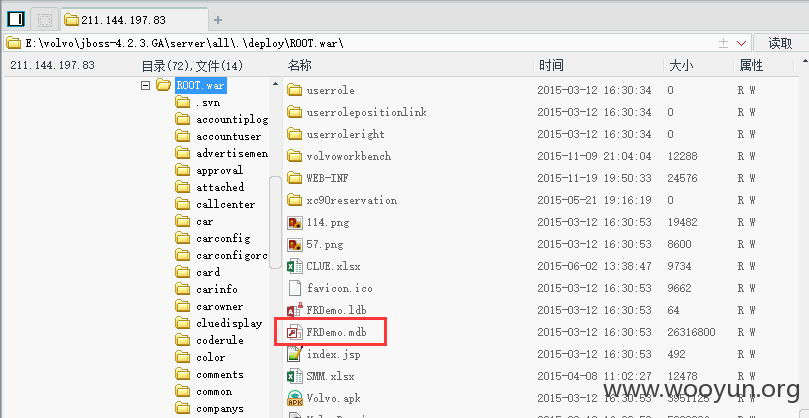 211.144.197.83
E:\volvo\jboss-4.2.3.GA\server\all\.\deploy\ROOT.war\ 读取
211.144.197.83 目录(72),文件(14) 名称 时间 大小 属性
ROOT.war
.svn
accountiplog
accountuser
advertisemen
approval
attached
callcenter
car
carconfig
carconfigorc
card
carinfo
carowner
cluedisplay
coderule
color
comments
common
companys
userrole 2015-03-12 16:30:34 0 R W
userrolepositionlink 2015-03-12 16:30:34 0 R W
userroleright 2015-03-12 16:30:34 0 R W
volvoworkbench 2015-11-09 21:04:04 12288 R W
WEB-INF 2015-11-19 19:50:33 24576 R W
xc90reservation 2015-05-21 19:16:19 0 R W
114.png 2015-03-12 16:30:53 19482 R W
57.png 2015-03-12 16:30:53 8600 R W
CLUE.xlsx 2015-06-02 13:38:47 9734 R W
favicon.ico 2015-03-12 16:30:53 9662 R W
FRDemo.ldb 2015-03-12 16:30:53 64 R W
FRDemo.mdb 2015-03-12 16:30:53 26316800 R W
index.jsp 2015-03-12 16:30:53 492 R W
SMM.xlsx 2015-04-08 11:02:27 12478 R W
Volvo.apk 2015-03-12 16:30:53 3951125
www.wooyun.org